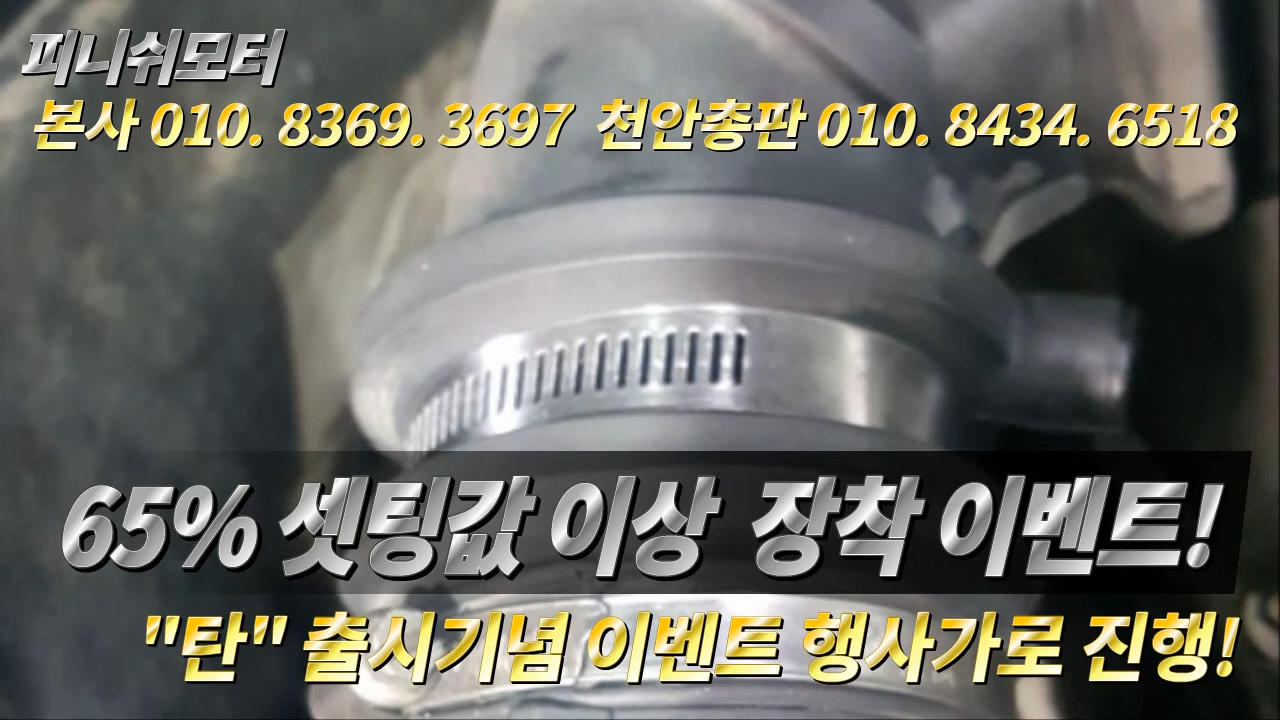 피니쉬모터
본사 010. 8369. 3697 천안총판 010. 8434. 6518
65% 셋팅값 이상 장착 이벤트!
"탄" 출시기념 이벤트 행사가로 진행!